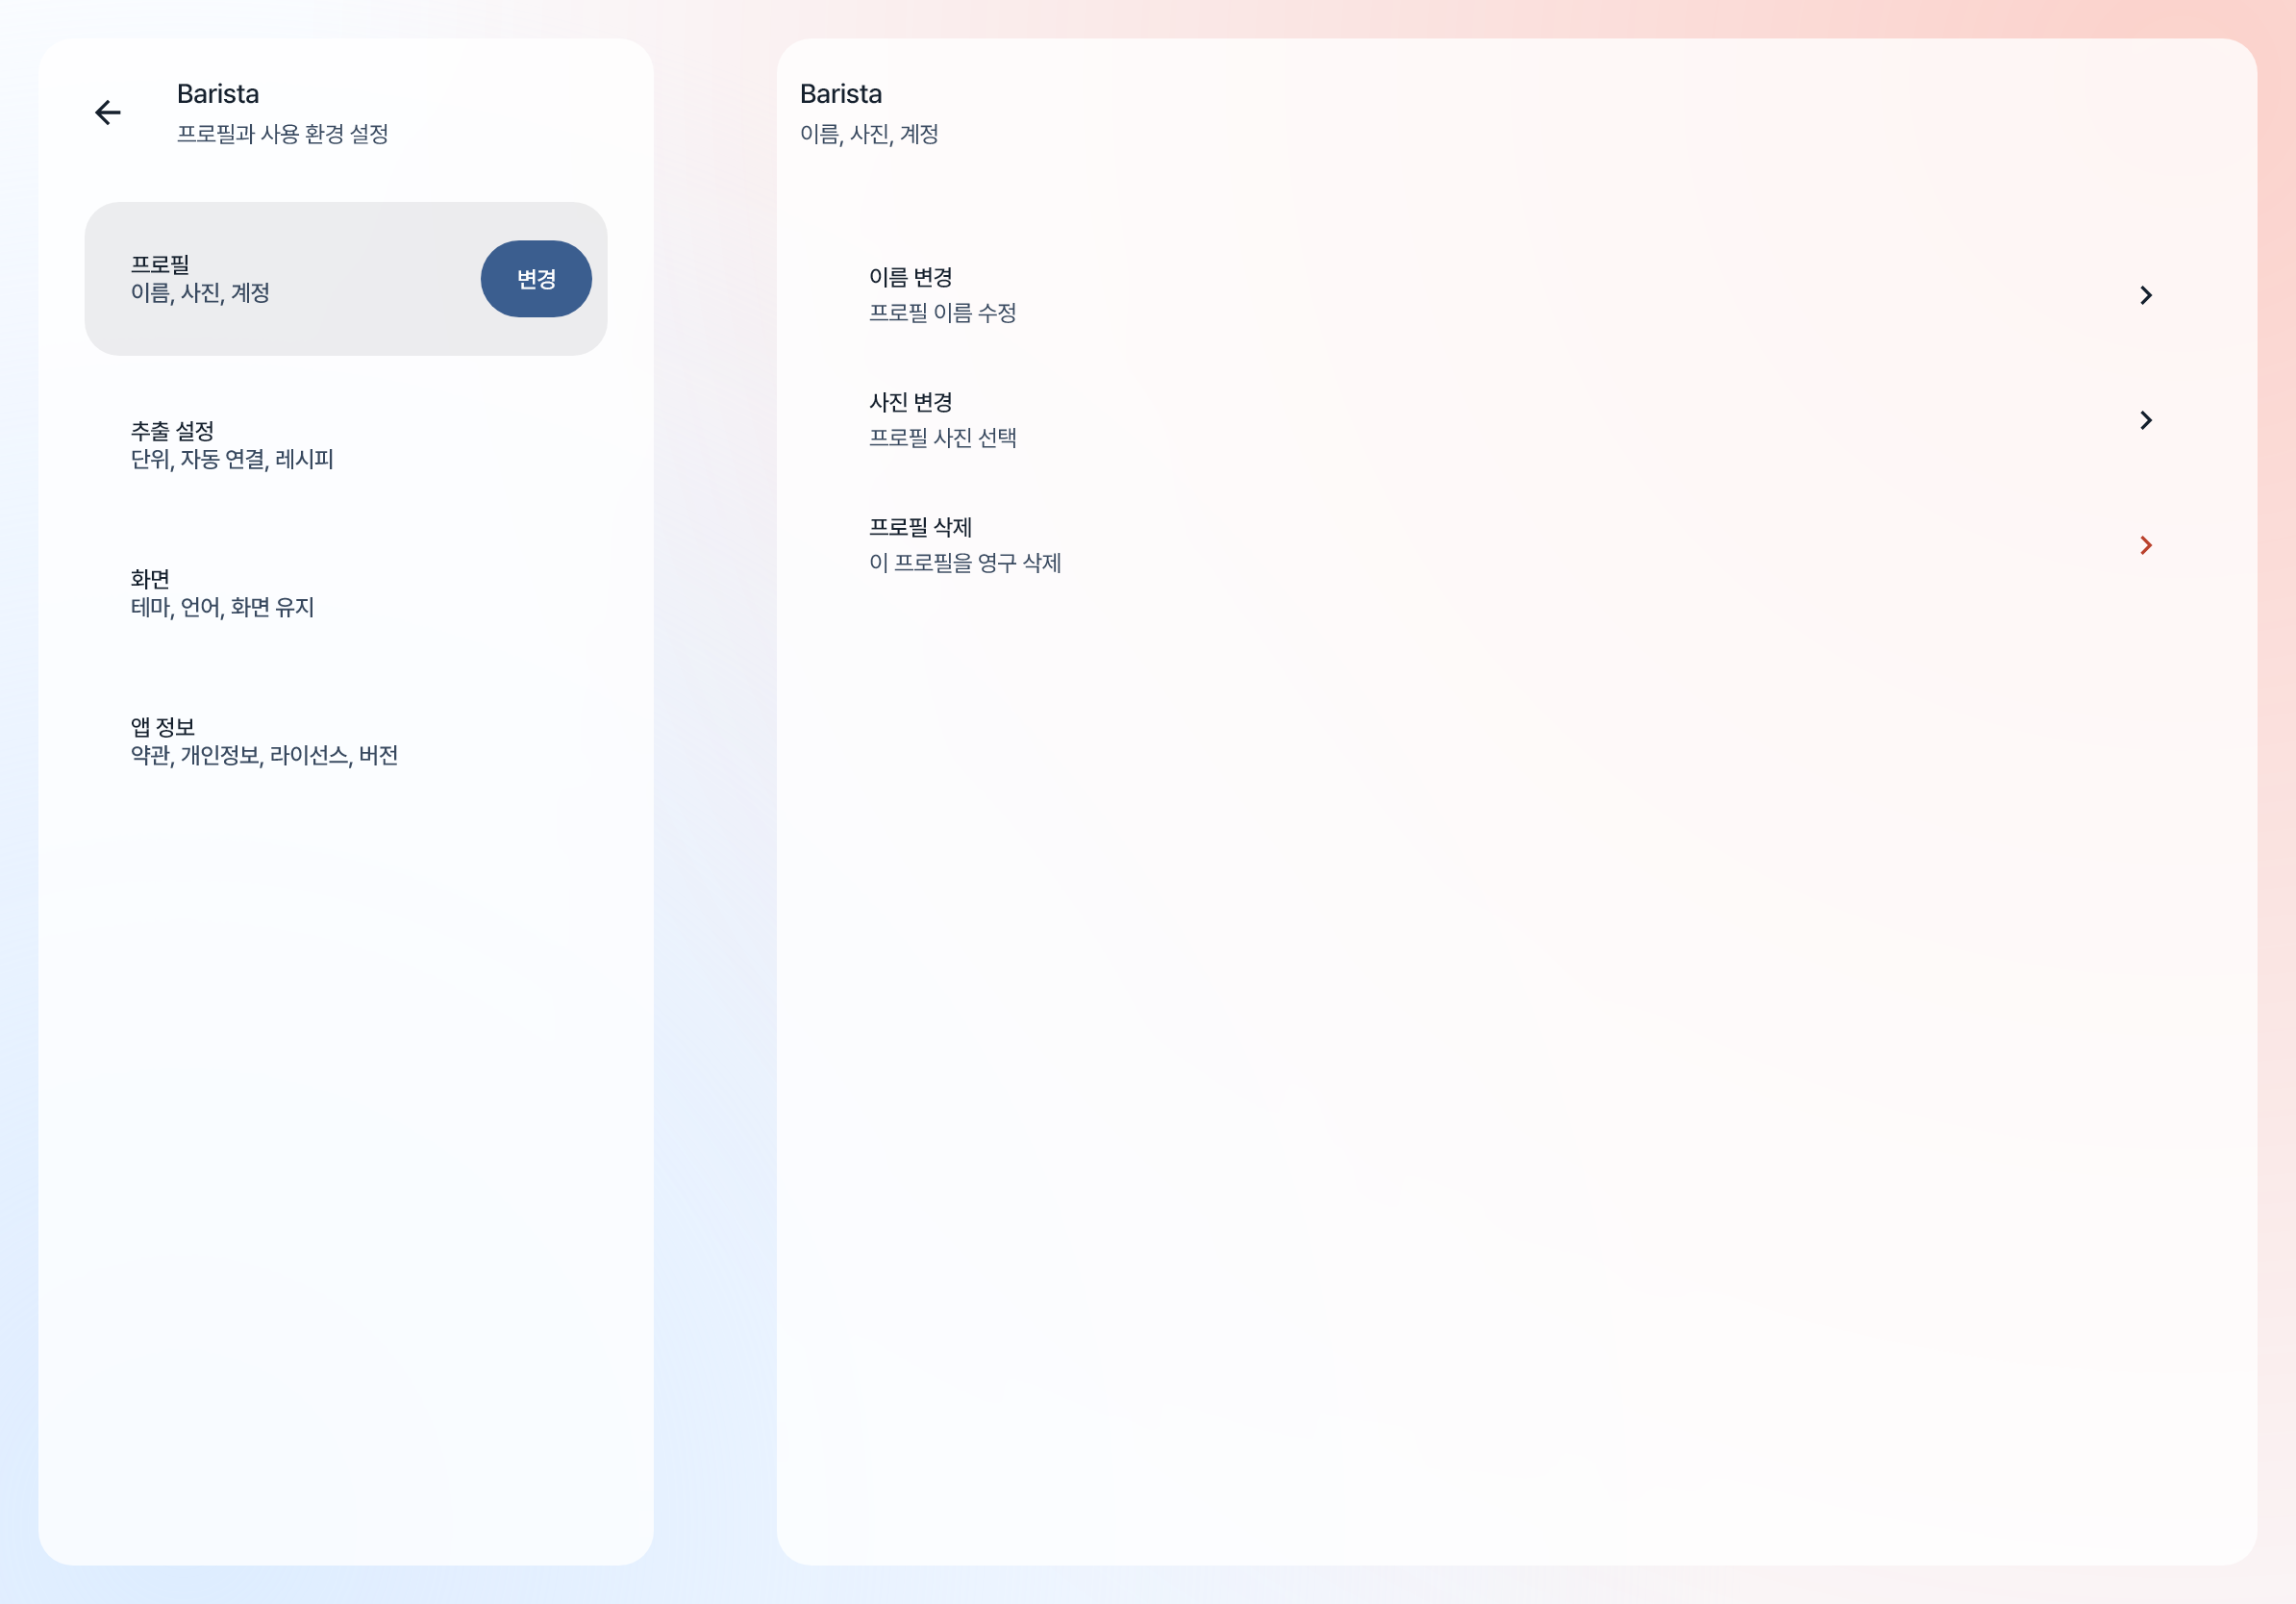 Barista
프로필과 사용 환경 설정
프로필
이름, 사진, 계정
변경
추출 설정
단위, 자동 연결, 레시피
화면
테마, 언어, 화면 유지
앱 정보
약관, 개인정보, 라이선스, 버전
Barista
이름, 사진, 계정
이름 변경
프로필 이름 수정
사진 변경
프로필 사진 선택
프로필 삭제
이 프로필을 영구 삭제